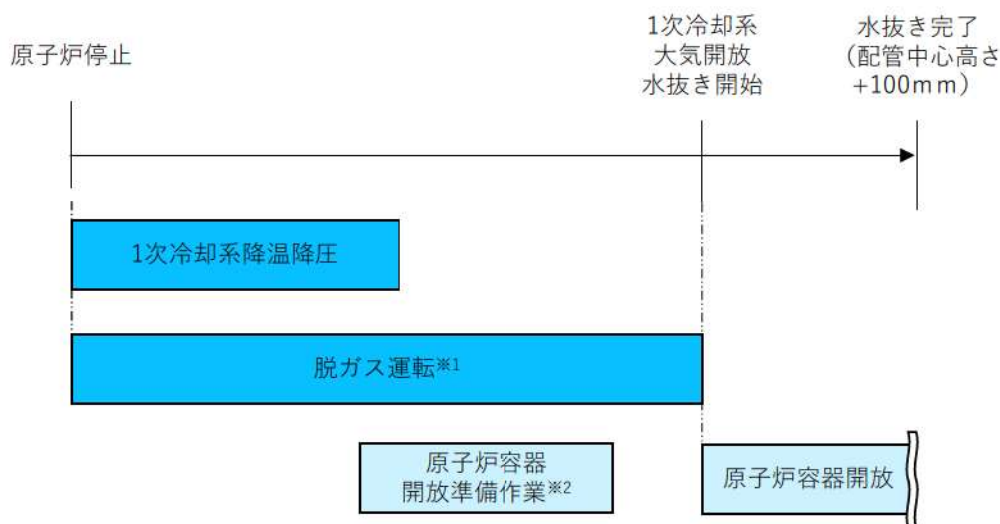 原子炉停止
1次冷却系
大気開放
水抜き開始
水抜き完了
（配管中心高さ
+100mm）
1次冷却系降温降圧
脱ガス運転※1
原子炉容器
開放準備作業※2
原子炉容器開放